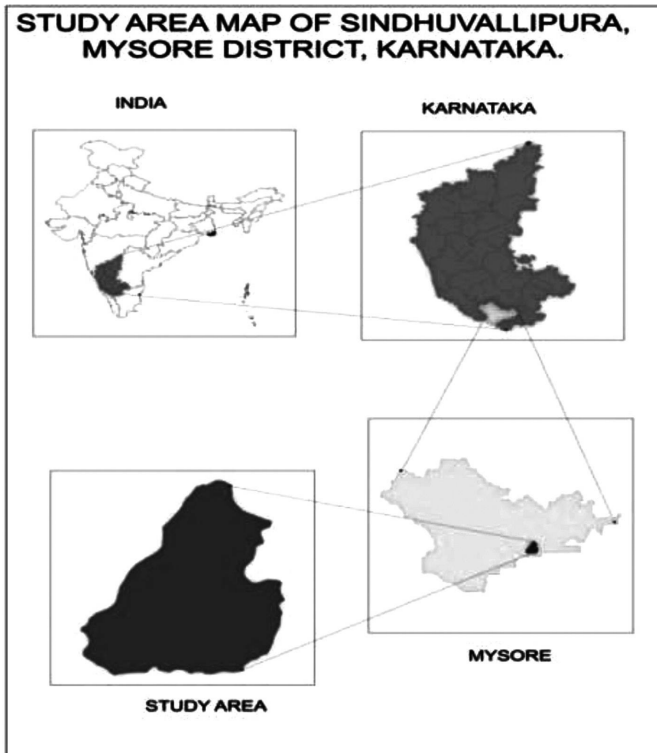 STUDY AREA MAP OF SINDHUVALLIPURA,
MYSORE DISTRICT, KARNATAKA.
INDIA
KARNATAKA
MYSORE
STUDY AREA